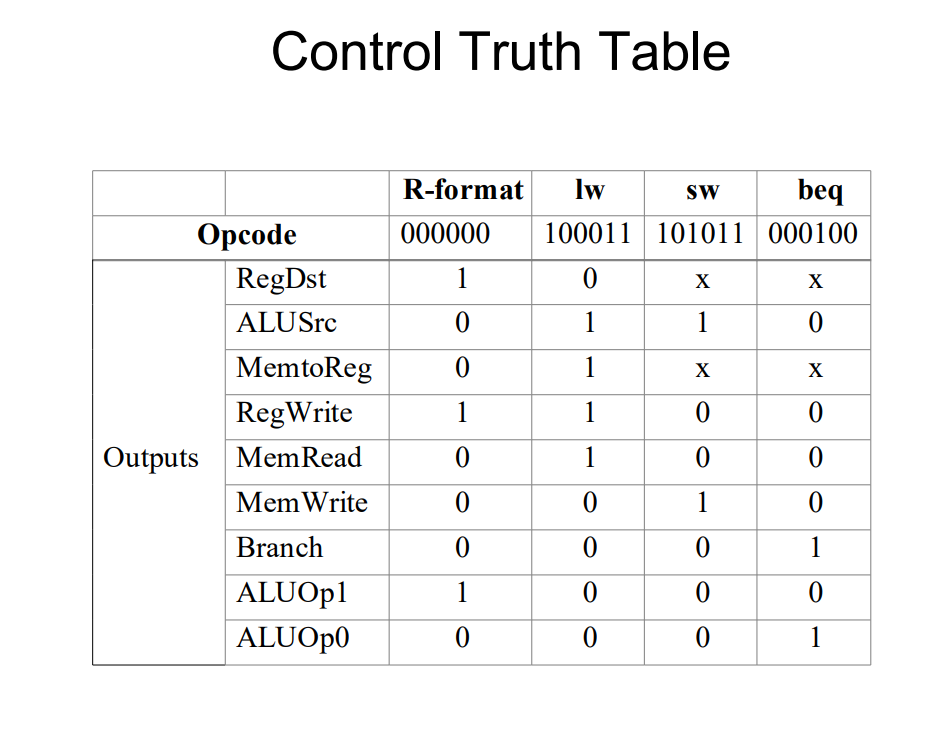 Control Truth Table
R-format lw sw beq
Opcode 000000 100011 101011 000100
RegDst 1 0 x x
ALUSrc 0 1 1 0
MemtoReg 0 1 x x
RegWrite 1 1 0 0
Outputs MemRead 0 1 0 0
MemWrite 0 0 1 0
Branch 0 0 0 1
ALUOp1 1 0 0 0
ALUOp0 0 0 0 1